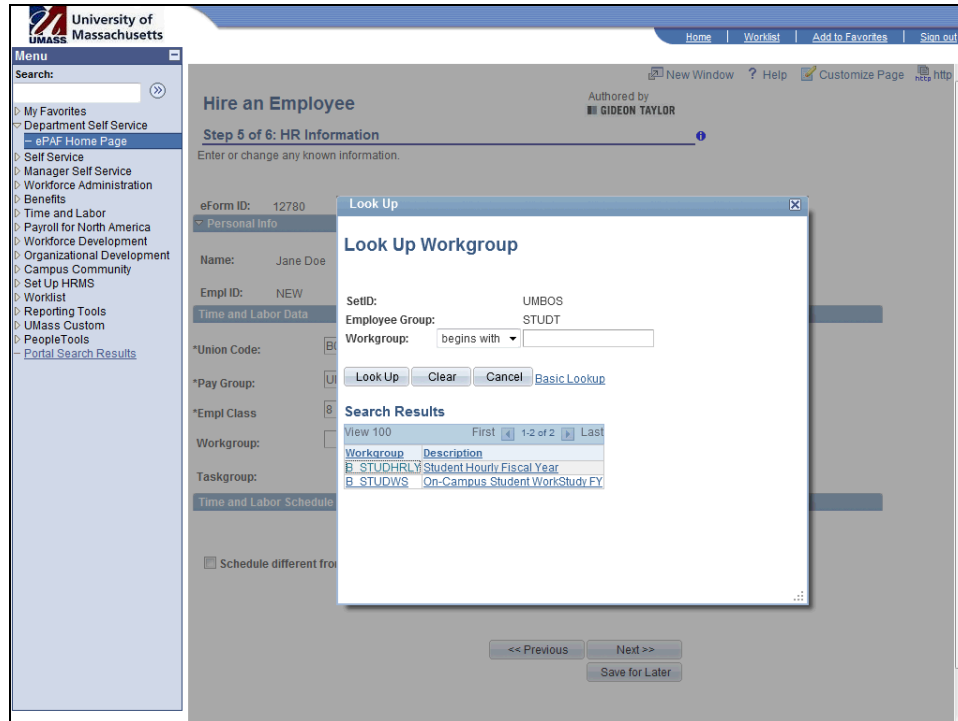 University of
Massachusetts
UMASS
Home | Worklist | Add to Favorites | Sign out
Menu
Search:
My Favorites
Department Self Service
ePAF Home Page
Self Service
Manager Self Service
Workforce Administration
Benefits
Time and Labor
Payroll for North America
Workforce Development
Organizational Development
Campus Community
Set Up HRMS
Worklist
Reporting Tools
UMass Custom
PeopleTools
Portal Search Results
New Window ? Help Customize Page http
Hire an Employee
Authored by
GIDEON TAYLOR
Step 5 of 6: HR Information
Enter or change any known information.
eForm ID: 12780
Personal Info
Name: Jane Doe
Empl ID: NEW
Time and Labor Data
*Union Code:
*Pay Group:
*Empl Class 8
Workgroup:
Taskgroup:
Time and Labor Schedule
Schedule different
Look Up
Look Up Workgroup
SetID: UMBOS
Employee Group: STUDT
Workgroup: begins with
Look Up Clear Cancel Basic Lookup
Search Results
View 100 First 1-2 of 2 Last
Workgroup Description
B_STUDHRLY Student Hourly Fiscal Year
B_STUDWS On-Campus Student WorkStudy FY
<< Previous Next >>
Save for Later